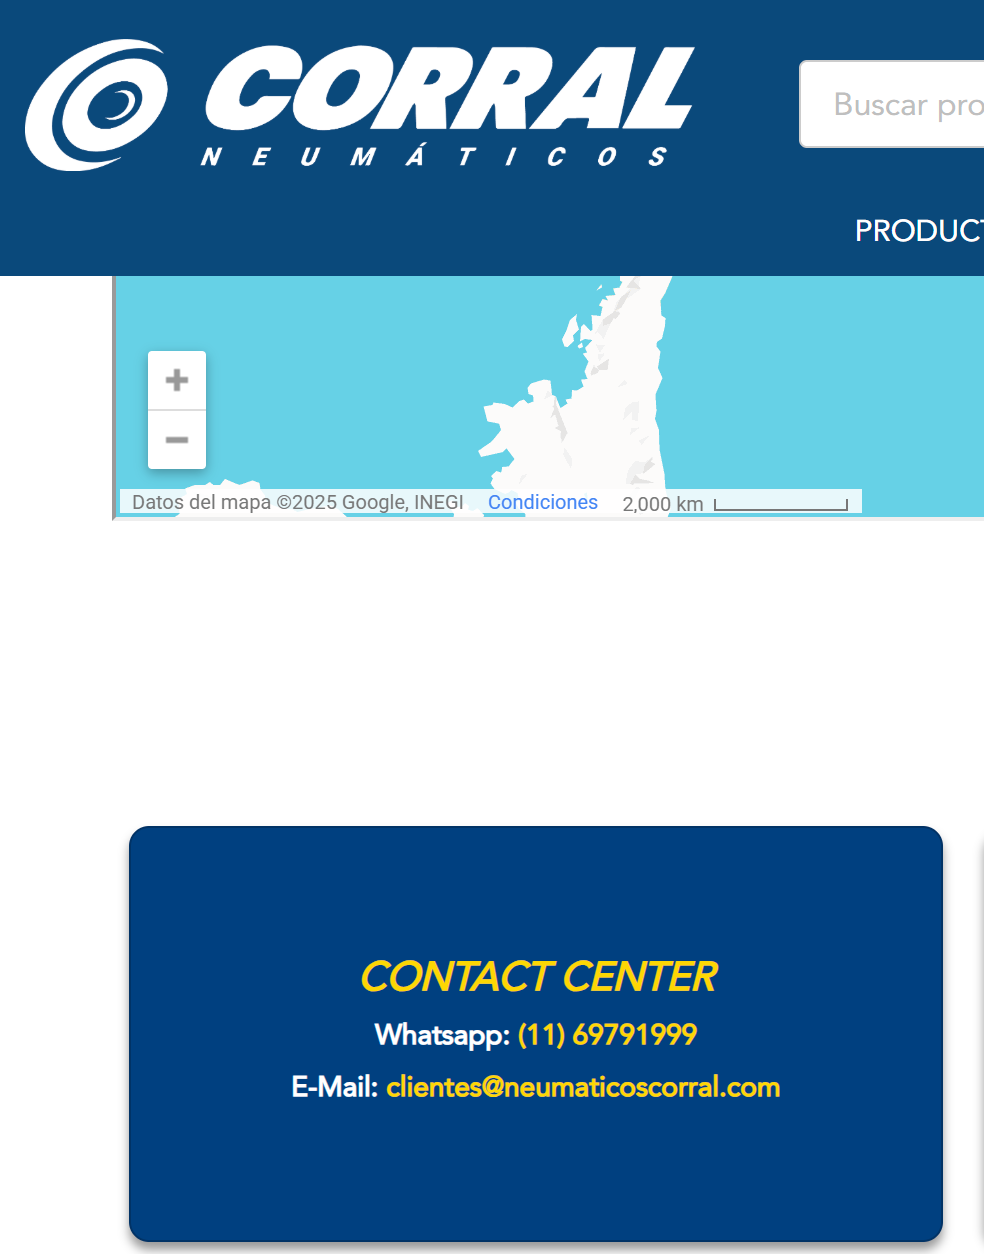 CORRAL
NEUMÁTICOS
Buscar pro
PRODUCT
Datos del mapa ©2025 Google, INEGI Condiciones 2,000 km
CONTACT CENTER
Whatsapp: (11) 69791999
E-Mail: clientes@neumaticoscorral.com